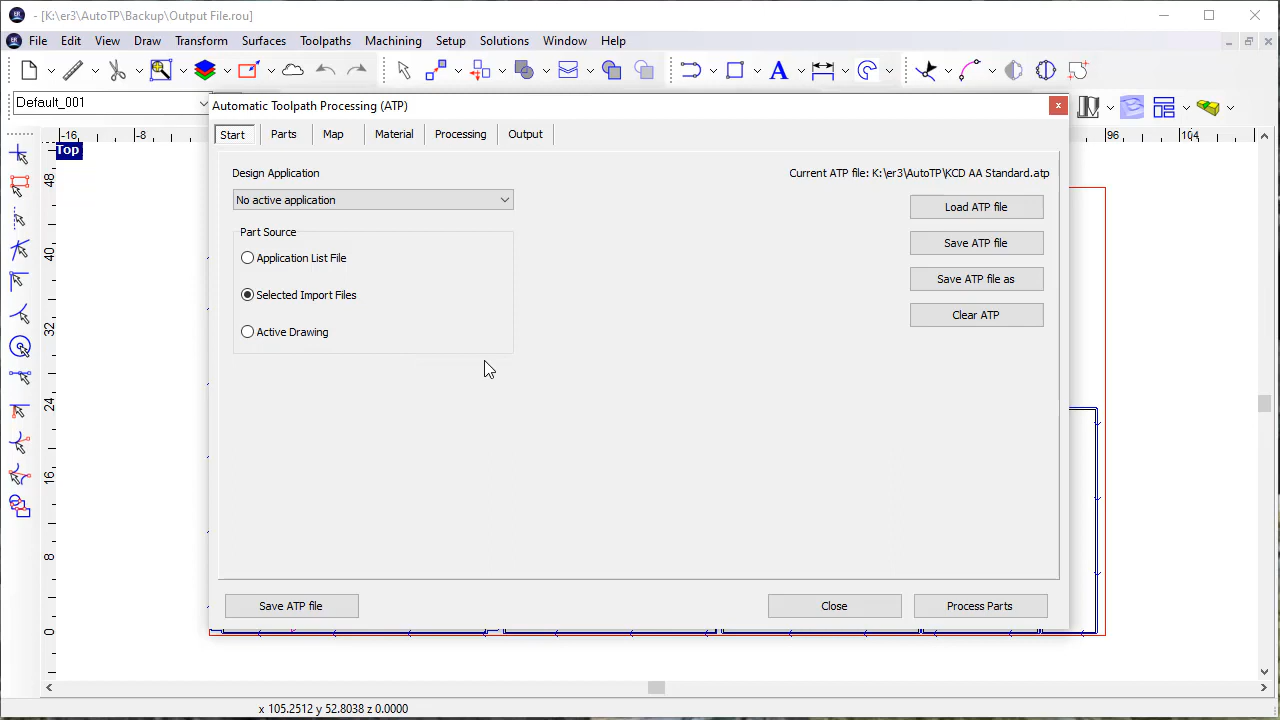 - [K:\er3\AutoTP\Backup\Output File.rou]
File Edit View Draw Transform Surfaces Toolpaths Machining Setup Solutions Window Help
Default_001
Automatic Toolpath Processing (ATP)
Start Parts Map Material Processing Output
-16 -8 96 104
Top
48
32
24
16
8
0
Design Application
Current ATP file: K:\er3\AutoTP\KCD AA Standard.atp
No active application
Load ATP file
Part Source
Application List File
Save ATP file
Selected Import Files
Save ATP file as
Active Drawing
Clear ATP
Save ATP file
Close
Process Parts
x 105.2512 y 52.8038 z 0.0000